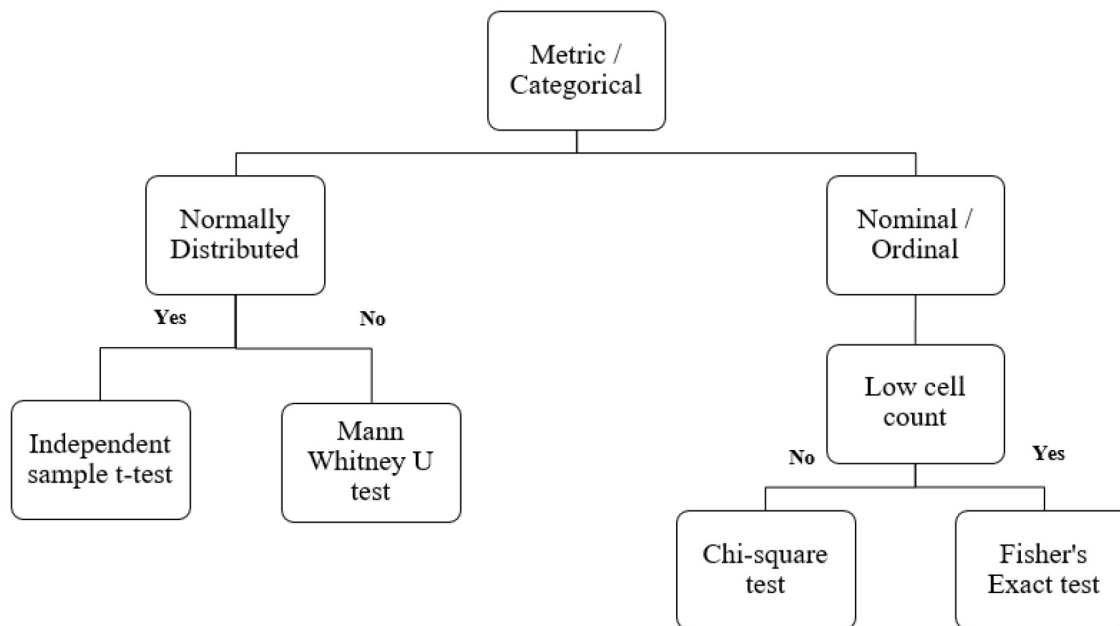 Metric /
Categorical
Normally
Distributed
Nominal /
Ordinal
Yes
No
Low cell
count
Independent
sample t-test
Mann
Whitney U
test
No
Yes
Chi-square
test
Fisher's
Exact test